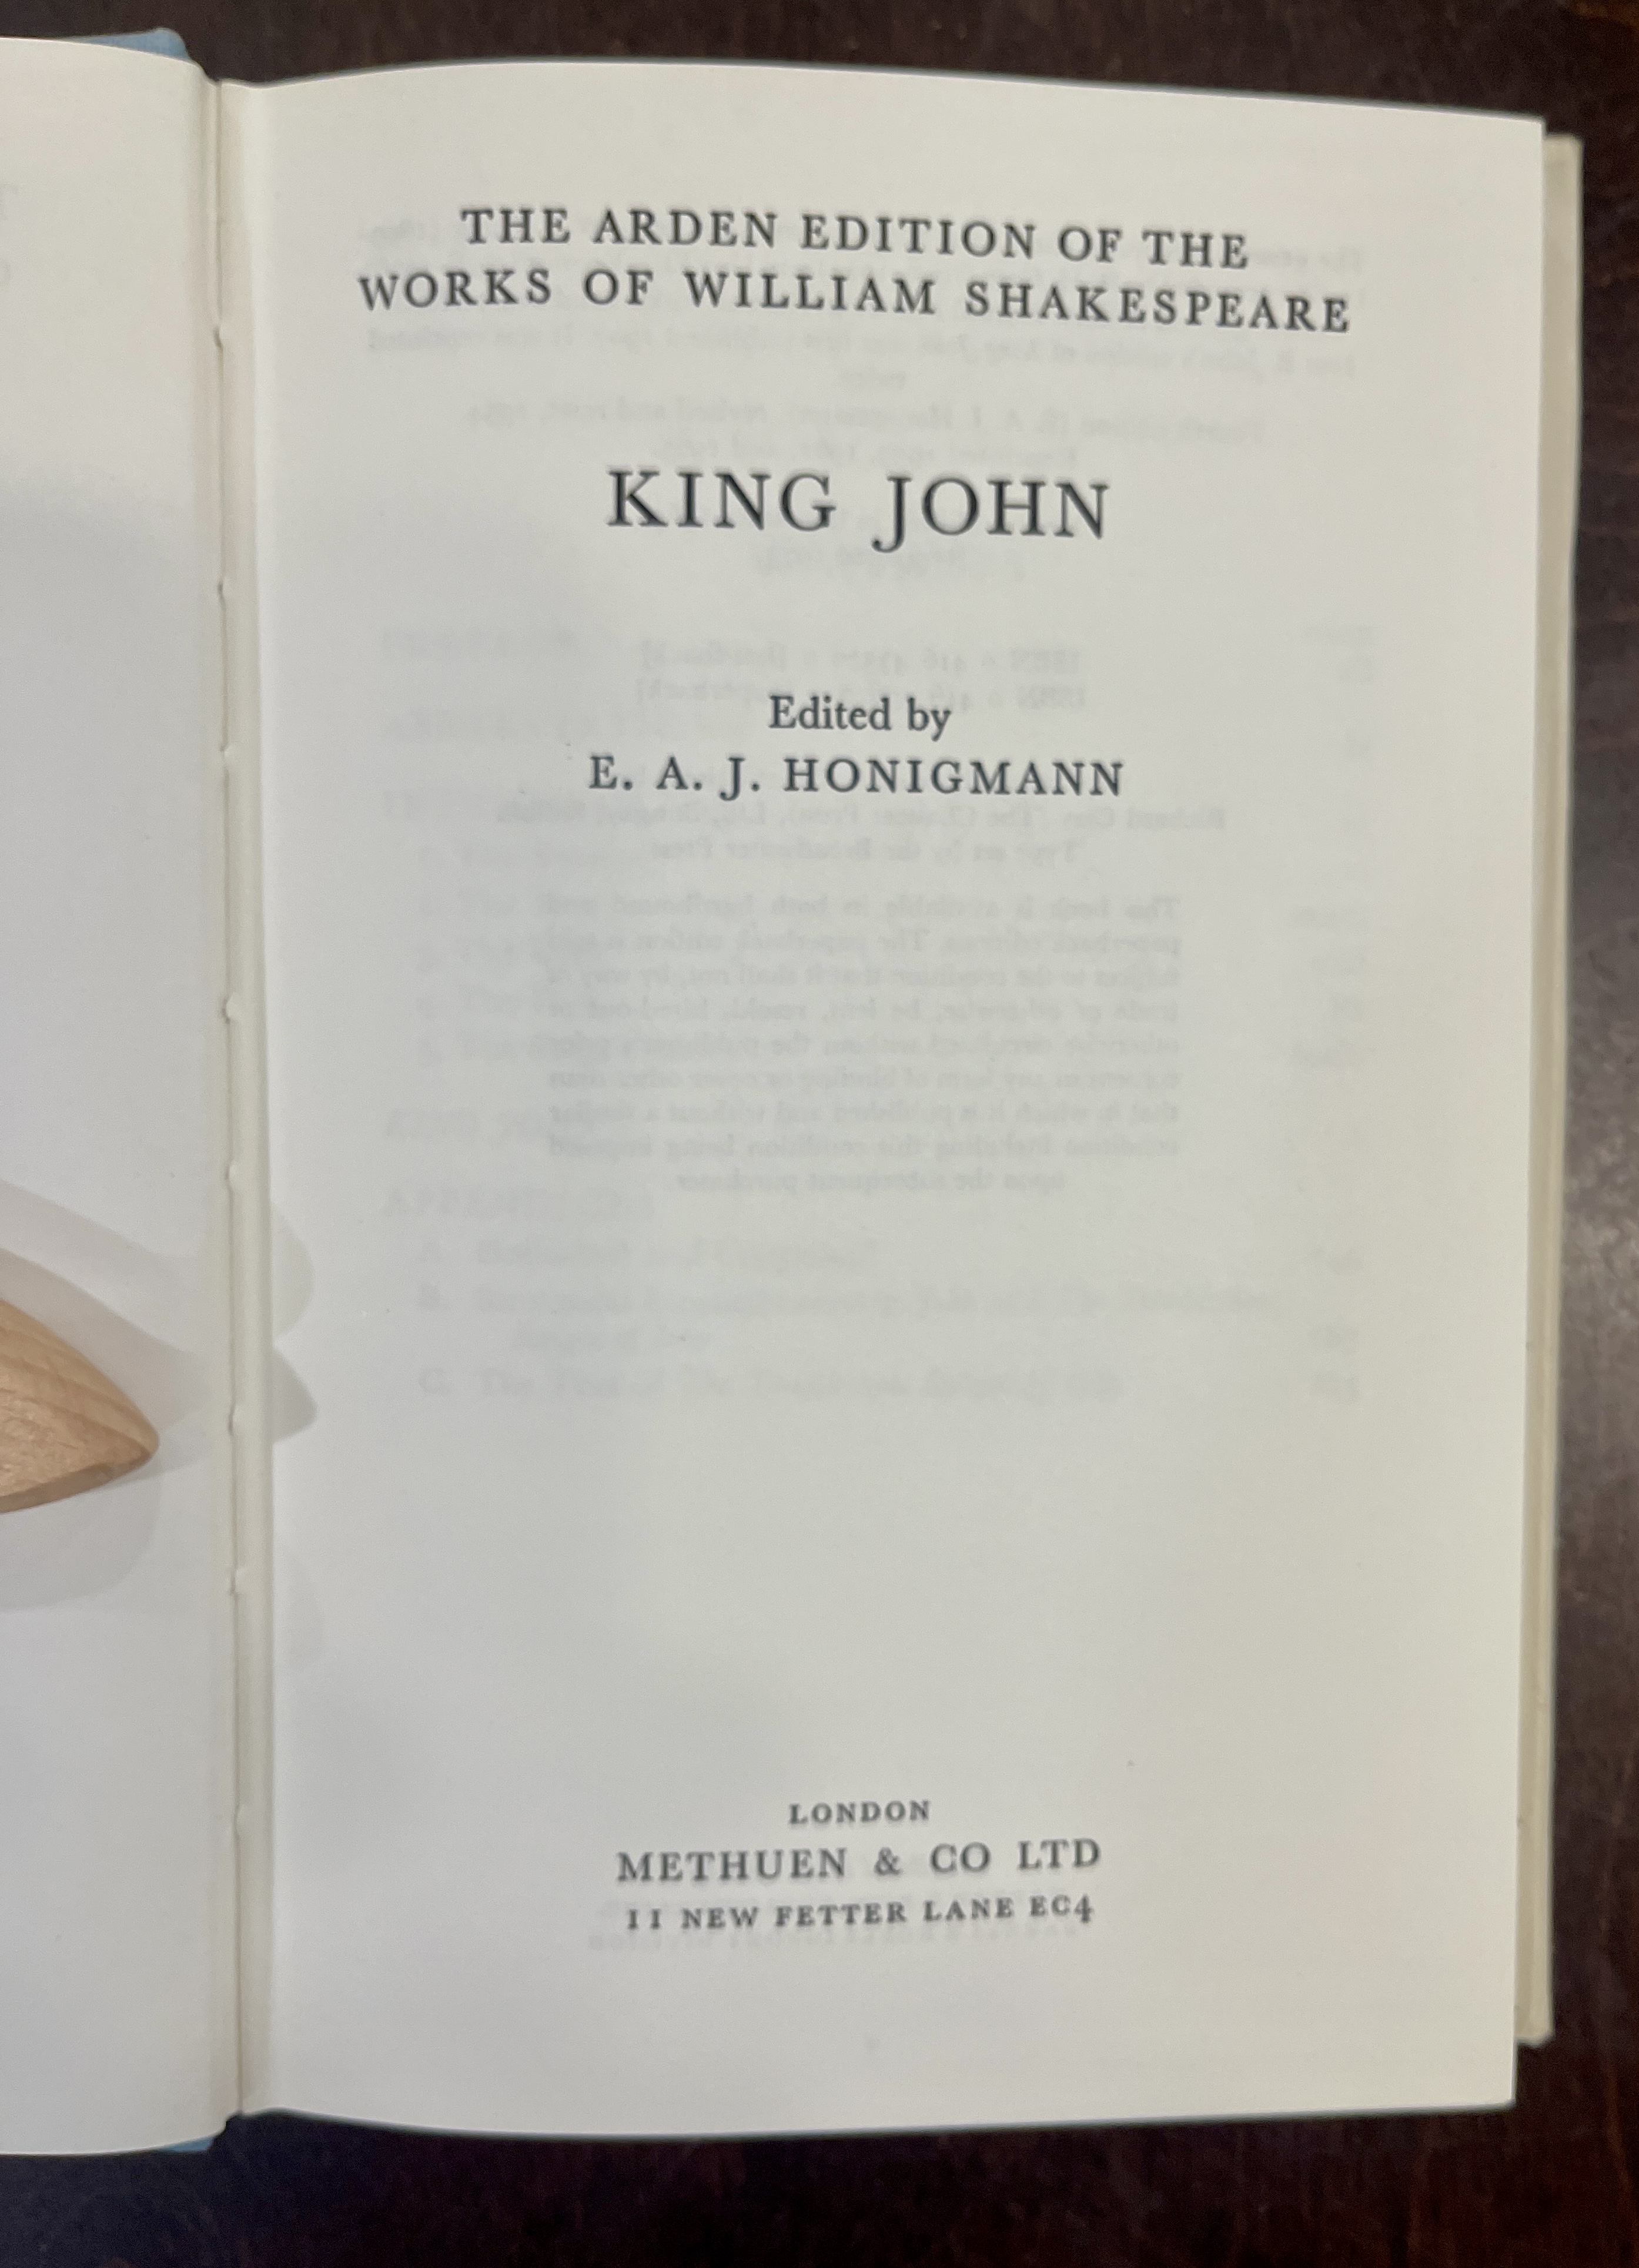 THE ARDEN EDITION OF THE
WORKS OF WILLIAM SHAKESPEARE
KING JOHN
Edited by
E. A. J. HONIGMANN
LONDON
METHUEN & CO LTD
11 NEW FETTER LANE EC4